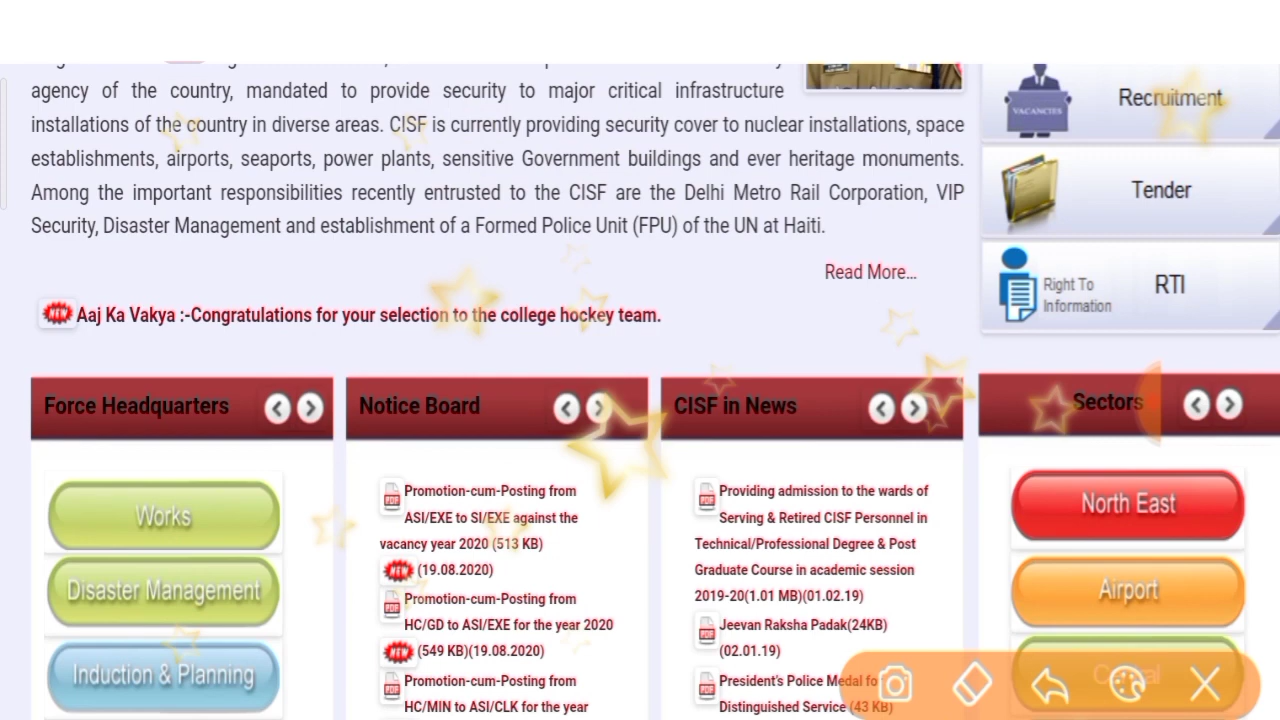 agency of the country, mandated to provide security to major critical infrastructure
installations of the country in diverse areas. CISF is currently providing security cover to nuclear installations, space
establishments, airports, seaports, power plants, sensitive Government buildings and ever heritage monuments.
Among the important responsibilities recently entrusted to the CISF are the Delhi Metro Rail Corporation, VIP
Security, Disaster Management and establishment of a Formed Police Unit (FPU) of the UN at Haiti.
Read More...
NEW Aaj Ka Vakya :-Congratulations for your selection to the college hockey team.
VACANCIES
Recruitment
Tender
Right To
Information
RTI
Force Headquarters
Works
Disaster Management
Induction & Planning
Notice Board
PDF Promotion-cum-Posting from
ASI/EXE to SI/EXE against the
vacancy year 2020 (513 KB)
NEW (19.08.2020)
PDF Promotion-cum-Posting from
HC/GD to ASI/EXE for the year 2020
NEW (549 KB)(19.08.2020)
PDF Promotion-cum-Posting from
HC/MIN to ASI/CLK for the year
CISF in News
PDF Providing admission to the wards of
Serving & Retired CISF Personnel in
Technical/Professional Degree & Post
Graduate Course in academic session
2019-20(1.01 MB)(01.02.19)
PDF Jeevan Raksha Padak(24KB)
(02.01.19)
PDF President's Police Medal fo
Distinguished Service (43 KB)
Sectors
North East
Airport